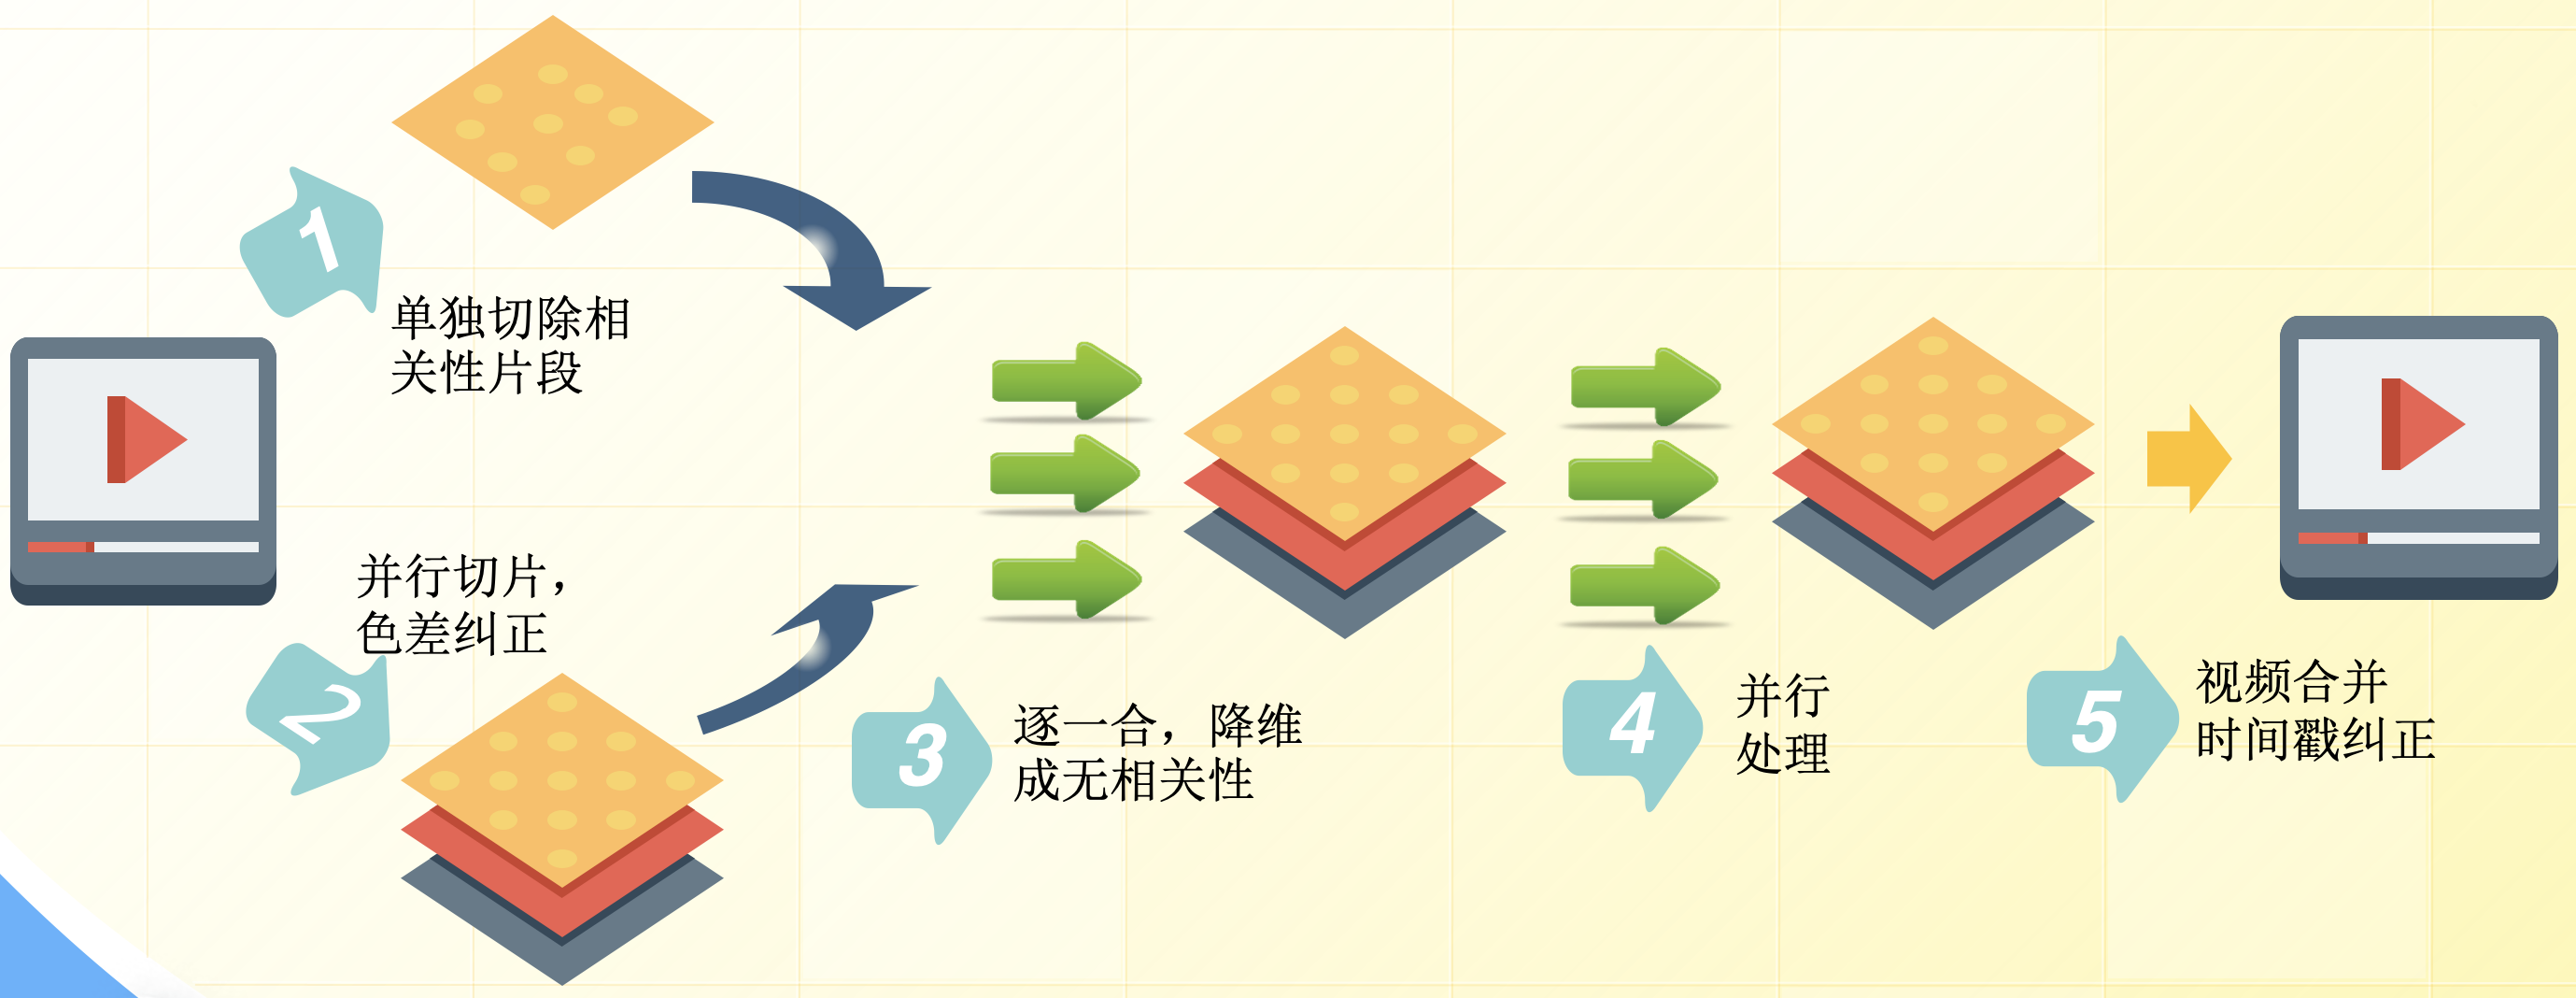 1
单独切除相
关性片段
并行切片，
色差纠正
2
3
逐一合，降维
成无相关性
4
并行
处理
5
视频合并
时间戳纠正